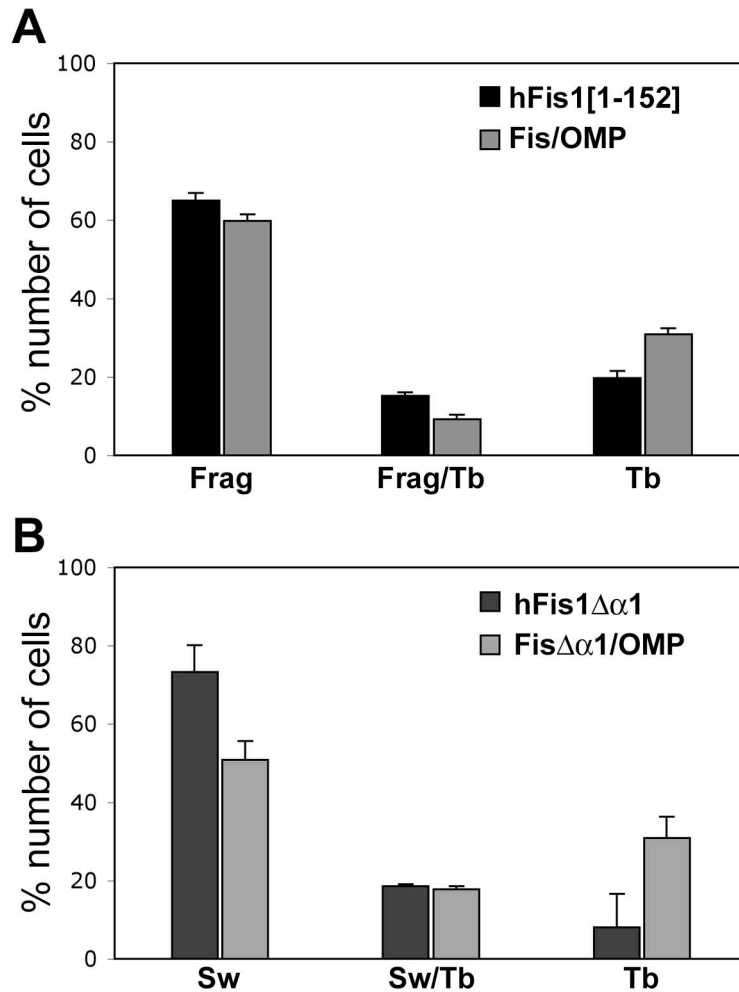 A
% number of cells
100
80
60
40
20
0
hFis1[1-152]
Fis/OMP
Frag
Frag/Tb
Tb
B
% number of cells
100
80
60
40
20
0
hFis1Δα1
FisΔα1/OMP
Sw
Sw/Tb
Tb